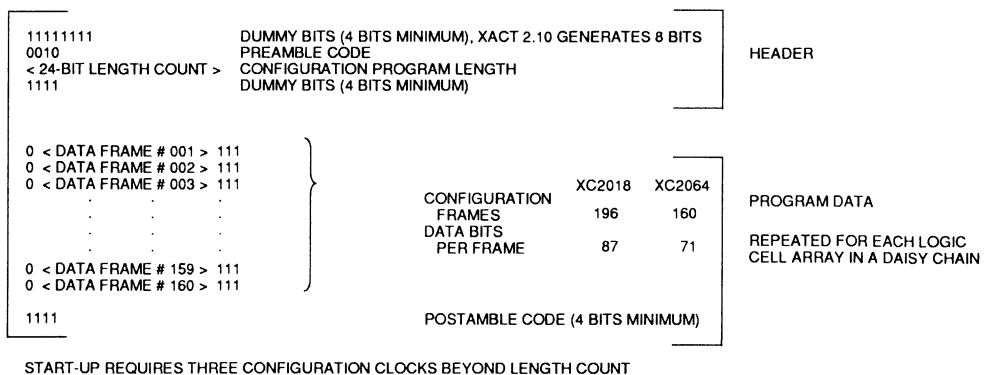 11111111 DUMMY BITS (4 BITS MINIMUM), XACT 2.10 GENERATES 8 BITS
0010 PREAMBLE CODE
< 24-BIT LENGTH COUNT > CONFIGURATION PROGRAM LENGTH
1111 DUMMY BITS (4 BITS MINIMUM)
HEADER
0 < DATA FRAME # 001 > 111
0 < DATA FRAME # 002 > 111
0 < DATA FRAME # 003 > 111
. . .
. . .
. . .
. . .
0 < DATA FRAME # 159 > 111
0 < DATA FRAME # 160 > 111
XC2018 XC2064
CONFIGURATION
FRAMES 196 160
DATA BITS
PER FRAME 87 71
PROGRAM DATA
REPEATED FOR EACH LOGIC
CELL ARRAY IN A DAISY CHAIN
1111 POSTAMBLE CODE (4 BITS MINIMUM)
START-UP REQUIRES THREE CONFIGURATION CLOCKS BEYOND LENGTH COUNT